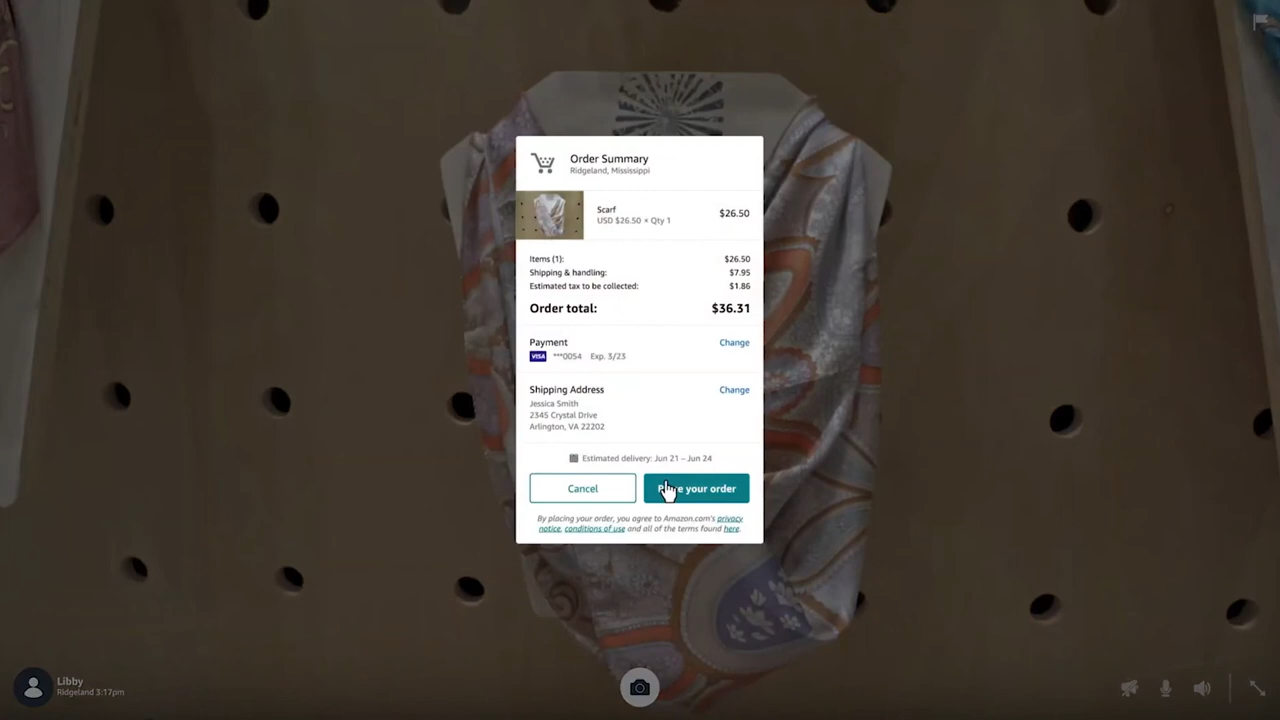 Order Summary
Ridgeland, Mississippi
Scarf
USD $26.50 × Qty 1
$26.50
Items (1): $26.50
Shipping & handling: $7.95
Estimated tax to be collected: $1.86
Order total: $36.31
Payment Change
VISA ***0054 Exp. 3/23
Shipping Address Change
Jessica Smith
2345 Crystal Drive
Arlington, VA 22202
Estimated delivery: Jun 21 – Jun 24
Cancel
your order
By placing your order, you agree to Amazon.com's privacy
notice, conditions of use and all of the terms found here.
Libby
Ridgeland 3:17pm